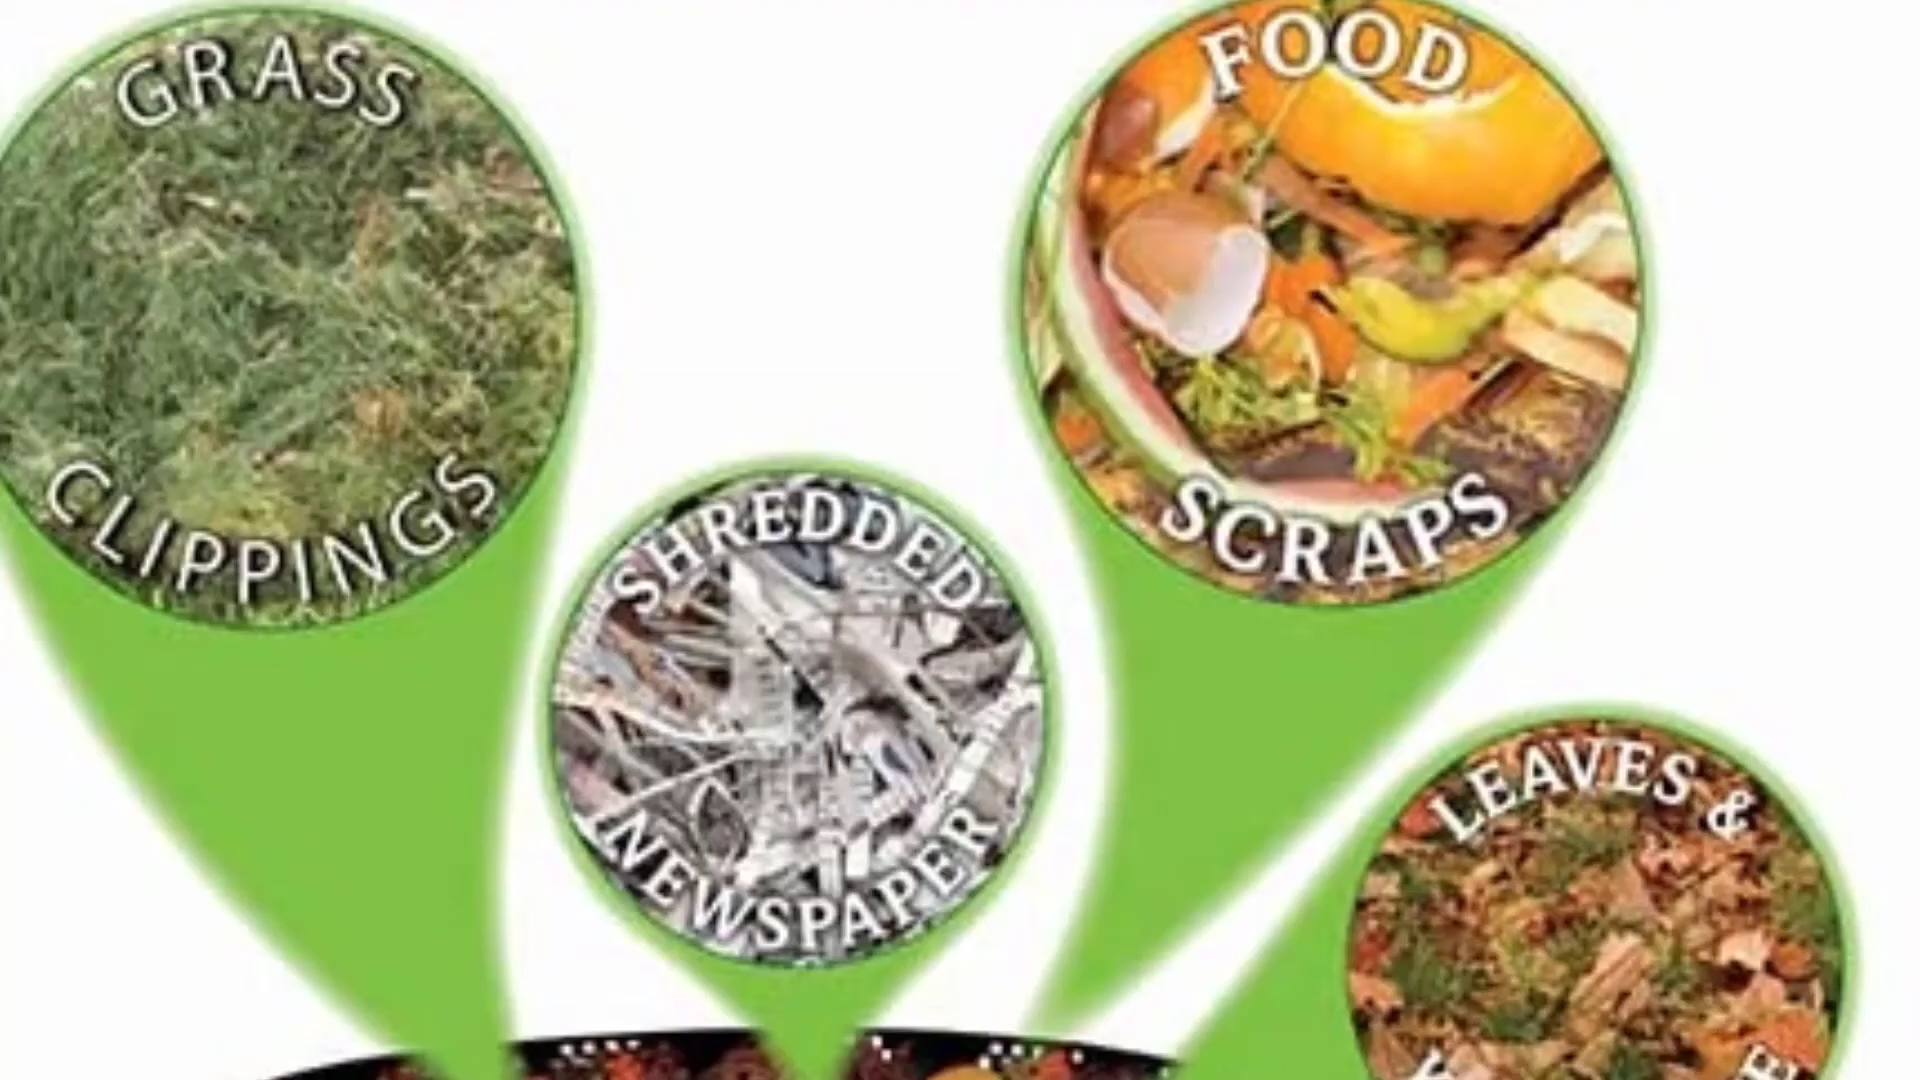 GRASS
CLIPPINGS
FOOD
SCRAPS
SHREDDED
NEWSPAPER
LEAVES &